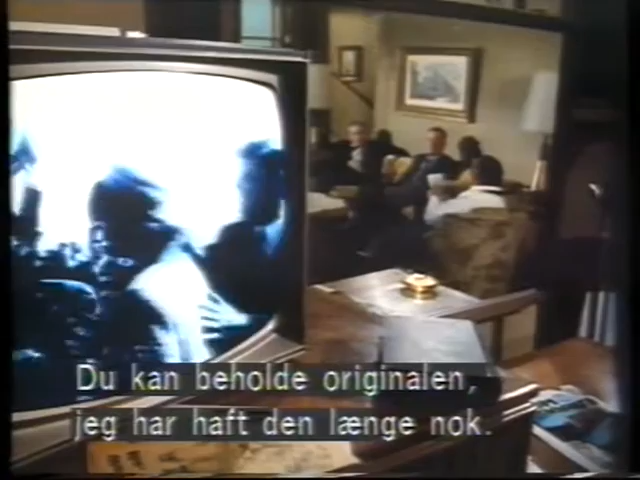 Du kan beholde originalen,
jeg har haft den længe nok.